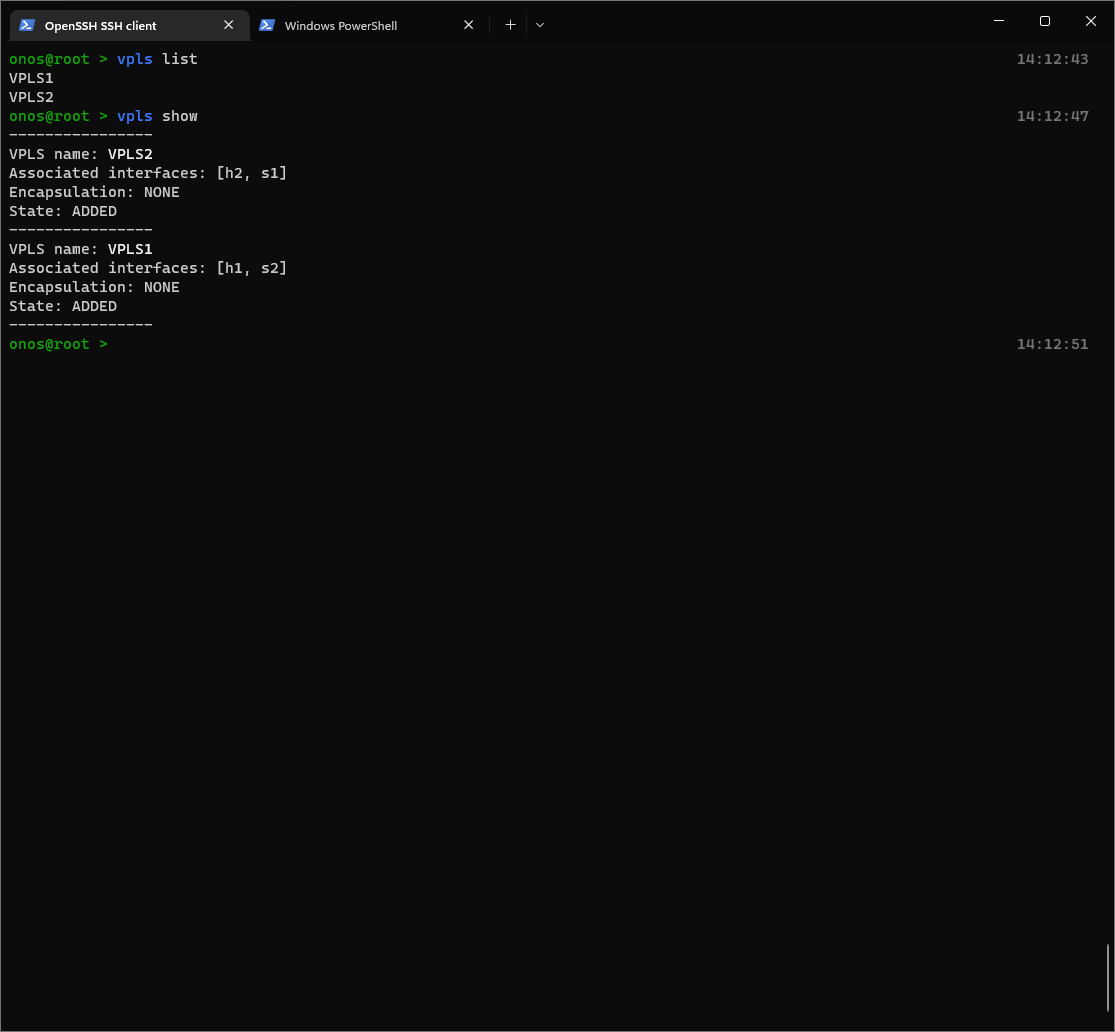 OpenSSH SSH client
Windows PowerShell
onos@root > vpls list 14:12:43
VPLS1
VPLS2
onos@root > vpls show 14:12:47
----------------
VPLS name: VPLS2
Associated interfaces: [h2, s1]
Encapsulation: NONE
State: ADDED
----------------
VPLS name: VPLS1
Associated interfaces: [h1, s2]
Encapsulation: NONE
State: ADDED
----------------
onos@root > 14:12:51